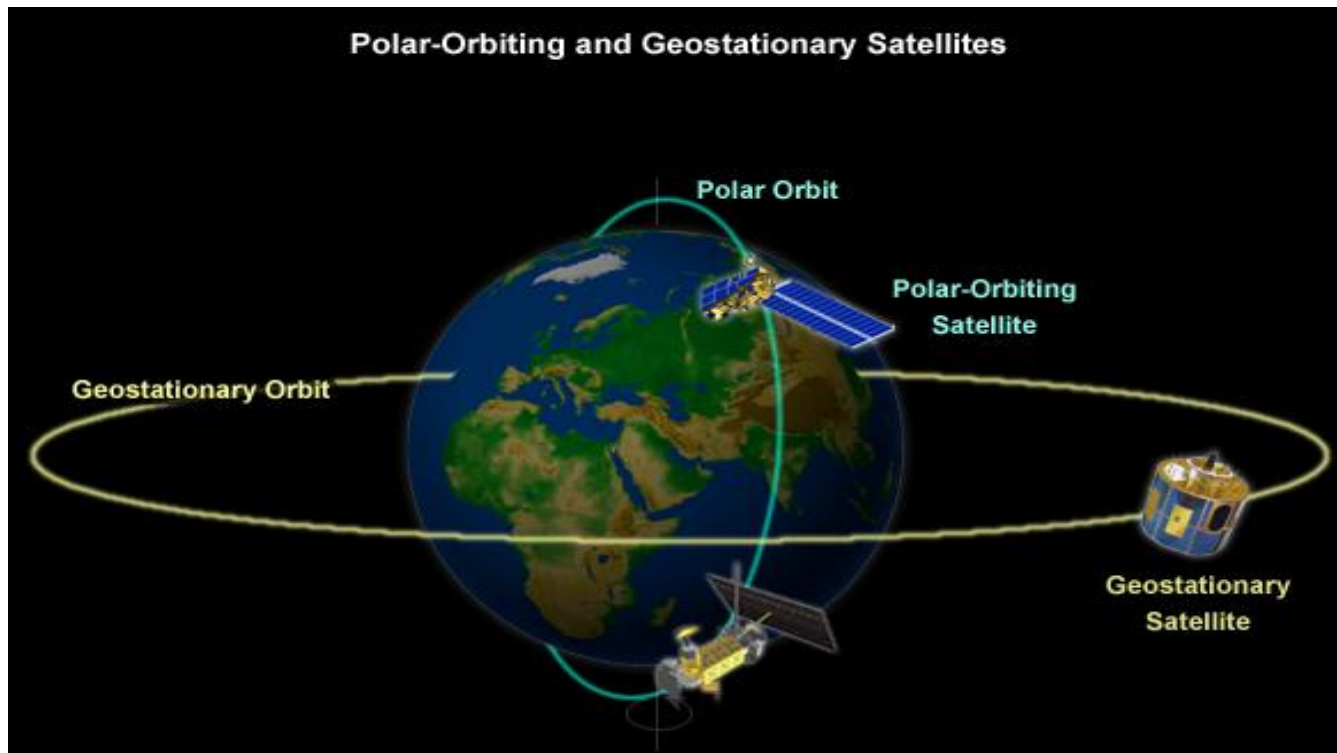 Polar-Orbiting and Geostationary Satellites
Polar Orbit
Polar-Orbiting
Satellite
Geostationary Orbit
Geostationary
Satellite